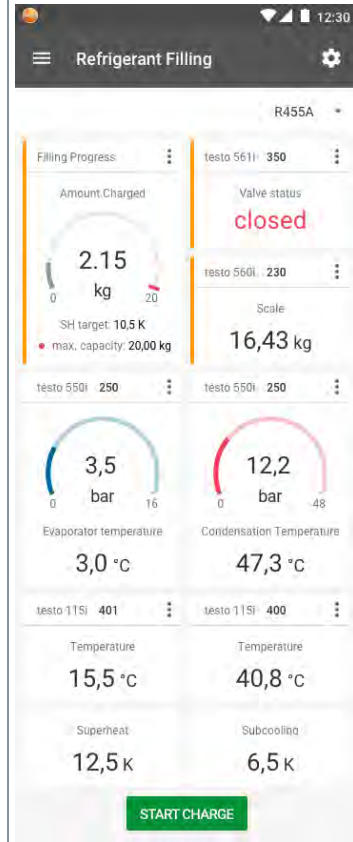 12:30
Refrigerant Filling
R455A
Filling Progress
Amount Charged
2.15
kg
0 20
SH target: 10,5 K
max. capacity: 20,00 kg
testo 561i 350
Valve status
closed
testo 560i 230
Scale
16,43 kg
testo 550i 250
3,5
bar
0 16
Evaporator temperature
3,0 °C
testo 550i 250
12,2
bar
0 48
Condensation Temperature
47,3 °C
testo 115i 401
Temperature
15,5 °C
testo 115i 400
Temperature
40,8 °C
Superheat
12,5 K
Subcooling
6,5 K
START CHARGE